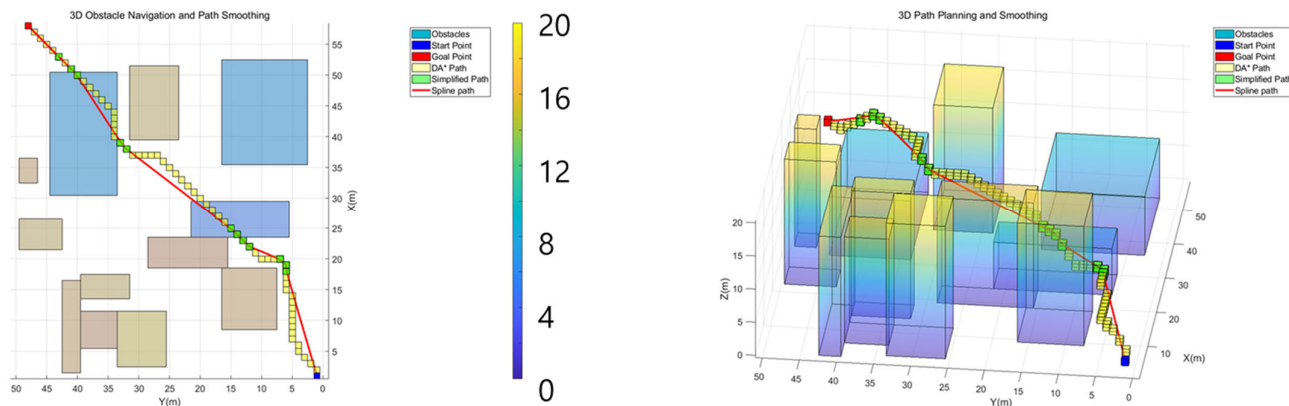 3D Obstacle Navigation and Path Smoothing
55
50
45
40
35
30
25
20
15
10
5
X(m)
50 45 40 35 30 25 20 15 10 5 0
Y(m)
Obstacles
Start Point
Goal Point
DA* Path
Simplified Path
Spline path
20
16
12
8
4
0
3D Path Planning and Smoothing
20
15
10
5
0
Z(m)
50 45 40 35 30 25 20 15 10 5 0
Y(m)
50
40
30
20
10
X(m)
Obstacles
Start Point
Goal Point
DA* Path
Simplified Path
Spline path